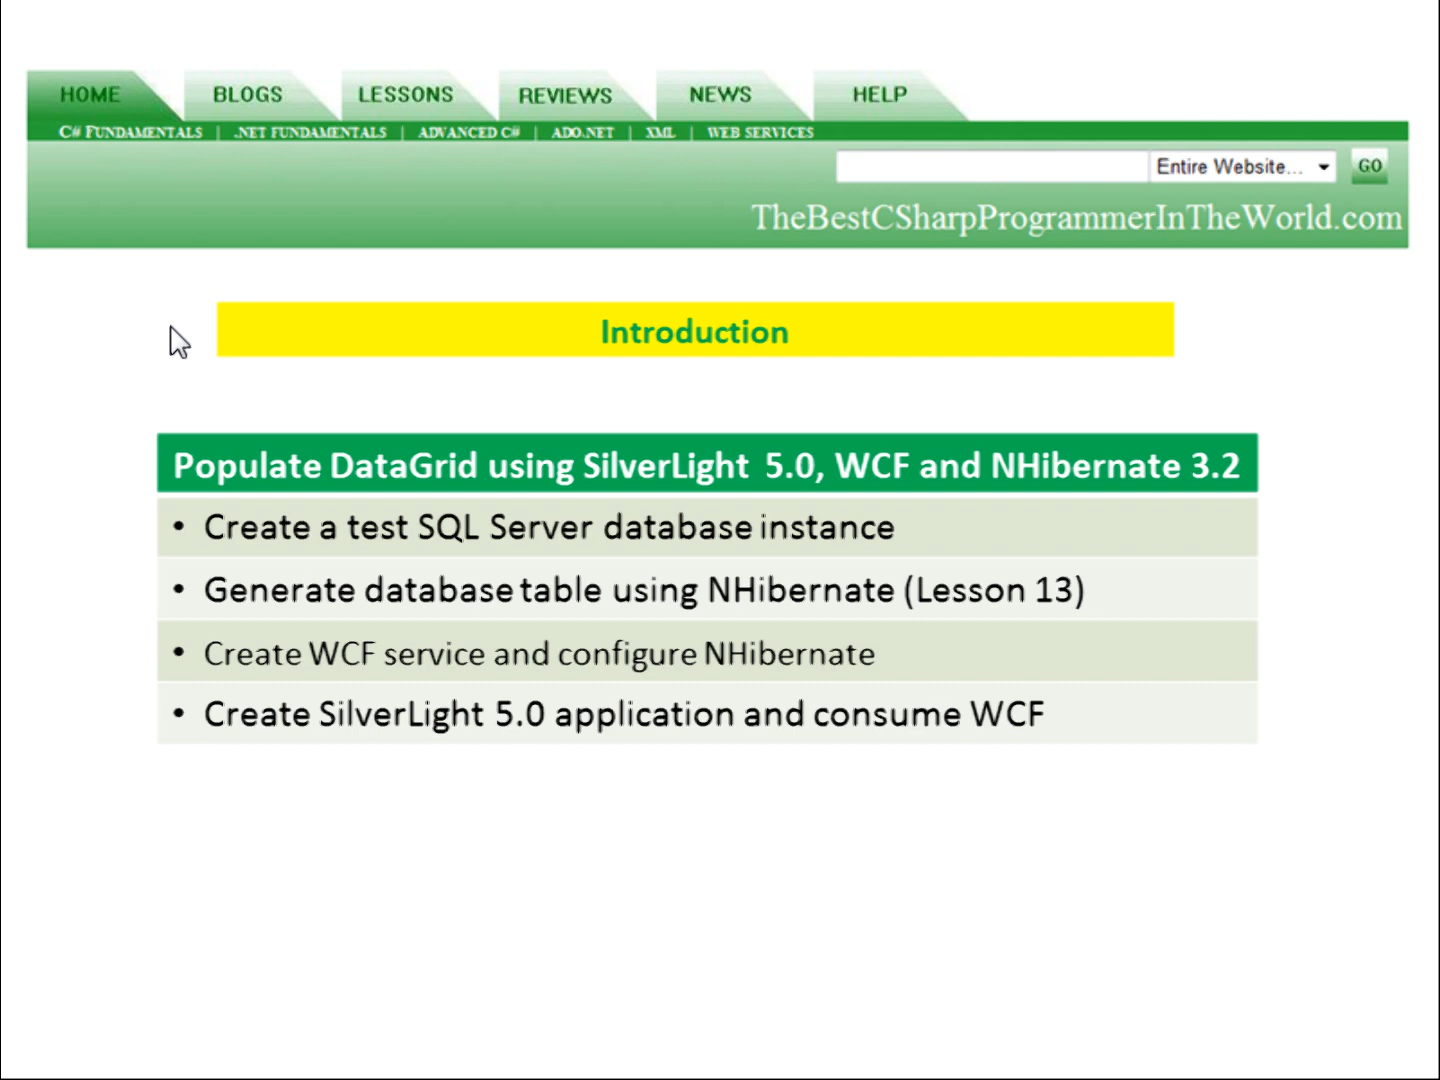 HOME BLOGS LESSONS REVIEWS NEWS HELP
C# FUNDAMENTALS | .NET FUNDAMENTALS | ADVANCED C# | ADO.NET | XML | WEB SERVICES
Entire Website... GO
TheBestCSharpProgrammerInTheWorld.com
Introduction
Populate DataGrid using SilverLight 5.0, WCF and NHibernate 3.2
• Create a test SQL Server database instance
• Generate database table using NHibernate (Lesson 13)
• Create WCF service and configure NHibernate
• Create SilverLight 5.0 application and consume WCF